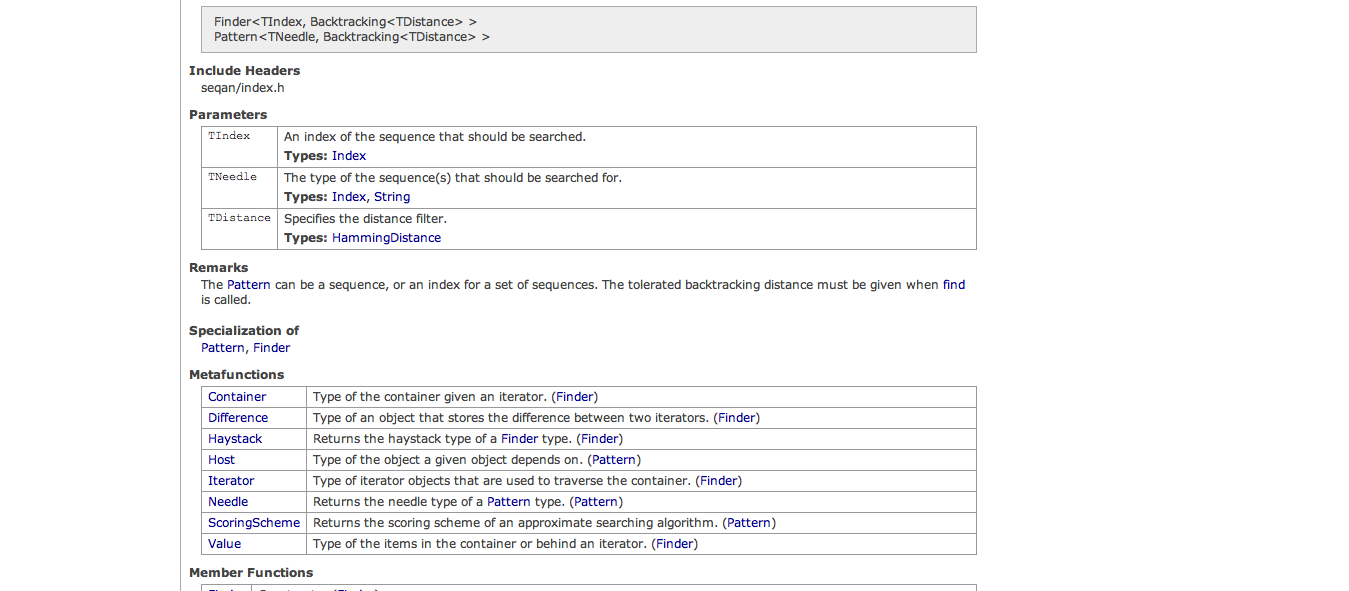 Finder<TIndex, Backtracking<TDistance> >
Pattern<TNeedle, Backtracking<TDistance> >
Include Headers
seqan/index.h
Parameters
TIndex An index of the sequence that should be searched.
Types: Index
TNeedle The type of the sequence(s) that should be searched for.
Types: Index, String
TDistance Specifies the distance filter.
Types: HammingDistance
Remarks
The Pattern can be a sequence, or an index for a set of sequences. The tolerated backtracking distance must be given when find
is called.
Specialization of
Pattern, Finder
Metafunctions
Container Type of the container given an iterator. (Finder)
Difference Type of an object that stores the difference between two iterators. (Finder)
Haystack Returns the haystack type of a Finder type. (Finder)
Host Type of the object a given object depends on. (Pattern)
Iterator Type of iterator objects that are used to traverse the container. (Finder)
Needle Returns the needle type of a Pattern type. (Pattern)
ScoringScheme Returns the scoring scheme of an approximate searching algorithm. (Pattern)
Value Type of the items in the container or behind an iterator. (Finder)
Member Functions